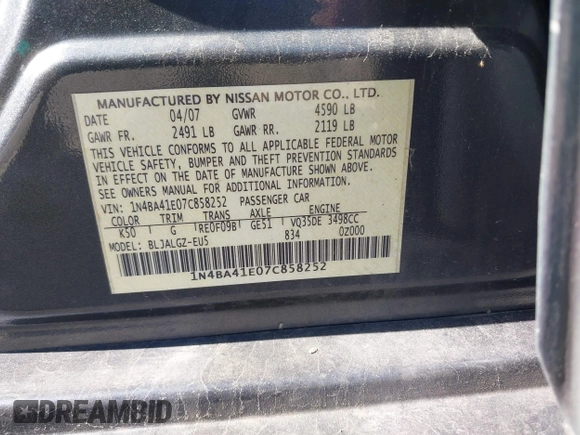 MANUFACTURED BY NISSAN MOTOR CO., LTD.
DATE 04/07 GVWR 4590 LB
GAWR FR. 2491 LB GAWR RR. 2119 LB
THIS VEHICLE CONFORMS TO ALL APPLICABLE FEDERAL MOTOR
VEHICLE SAFETY, BUMPER AND THEFT PREVENTION STANDARDS
IN EFFECT ON THE DATE OF MANUFACTURE SHOWN ABOVE.
SEE OWNERS MANUAL FOR ADDITIONAL INFORMATION.
VIN: 1N4BA41E07C858252 PASSENGER CAR
COLOR TRIM TRANS AXLE ENGINE
K50 G RE0F09B GE51 VQ35DE 3498CC
MODEL: BLJALGZ-EU5 834 0Z000
1N4BA41E07C858252
DREAMBID